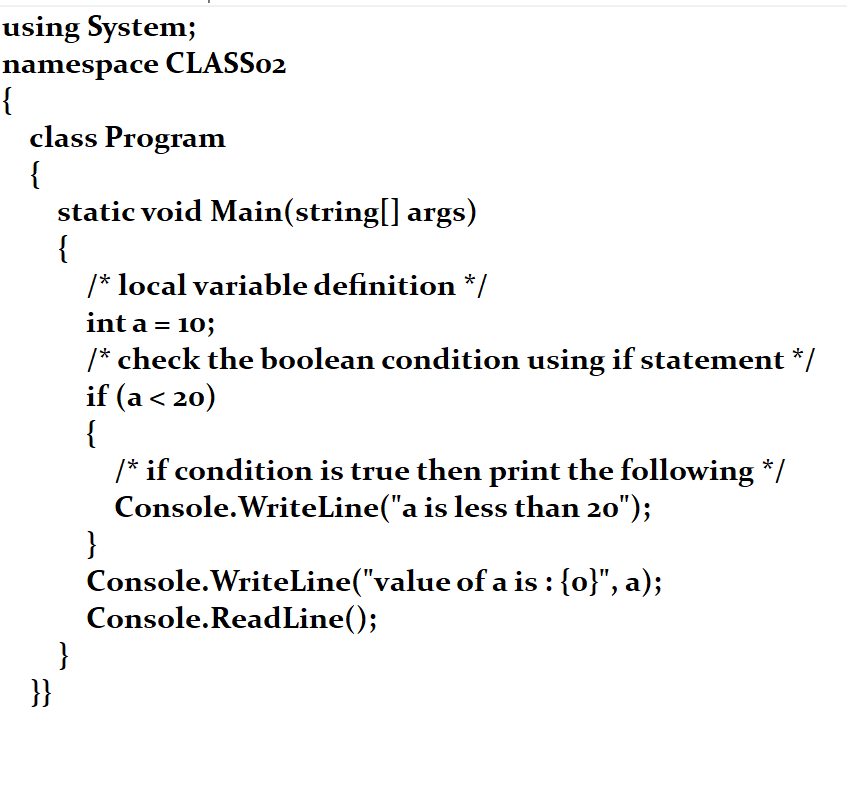 using System;
namespace CLASS02
{
class Program
{
static void Main(string[] args)
{
/* local variable definition */
int a = 10;
/* check the boolean condition using if statement */
if (a < 20)
{
/* if condition is true then print the following */
Console.WriteLine("a is less than 20");
}
Console.WriteLine("value of a is : {0}", a);
Console.ReadLine();
}
}}